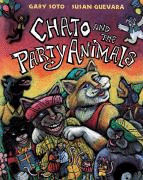 GARY SOTO • SUSAN GUEVARA
CHATO AND THE
PARTY ANIMALS